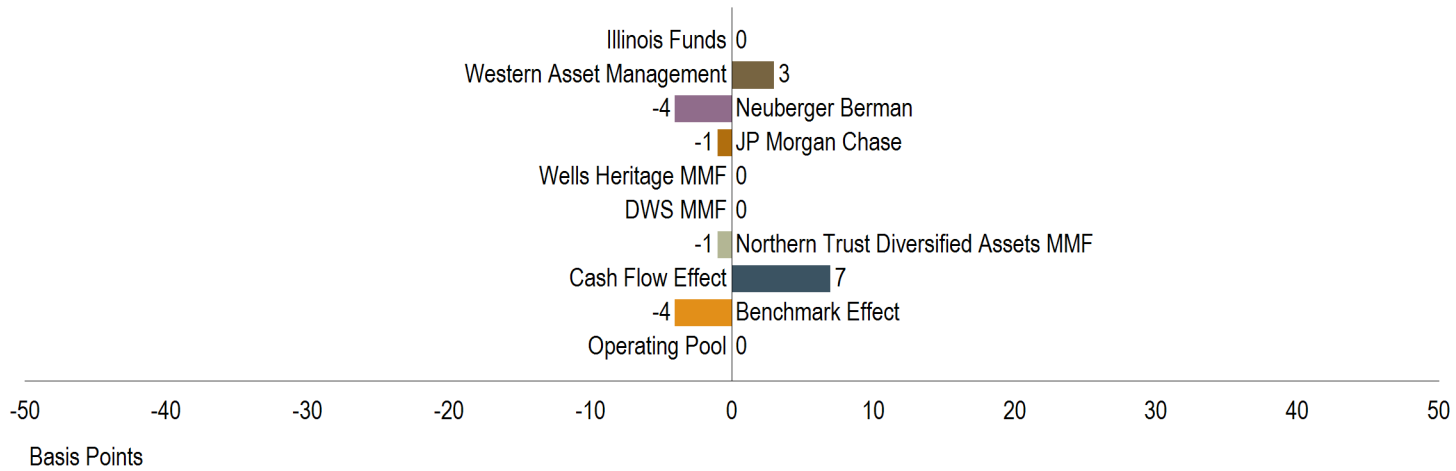 Illinois Funds 0
Western Asset Management 3
-4 Neuberger Berman
-1 JP Morgan Chase
Wells Heritage MMF 0
DWS MMF 0
-1 Northern Trust Diversified Assets MMF
Cash Flow Effect 7
-4 Benchmark Effect
Operating Pool 0
-50 -40 -30 -20 -10 0 10 20 30 40 50
Basis Points